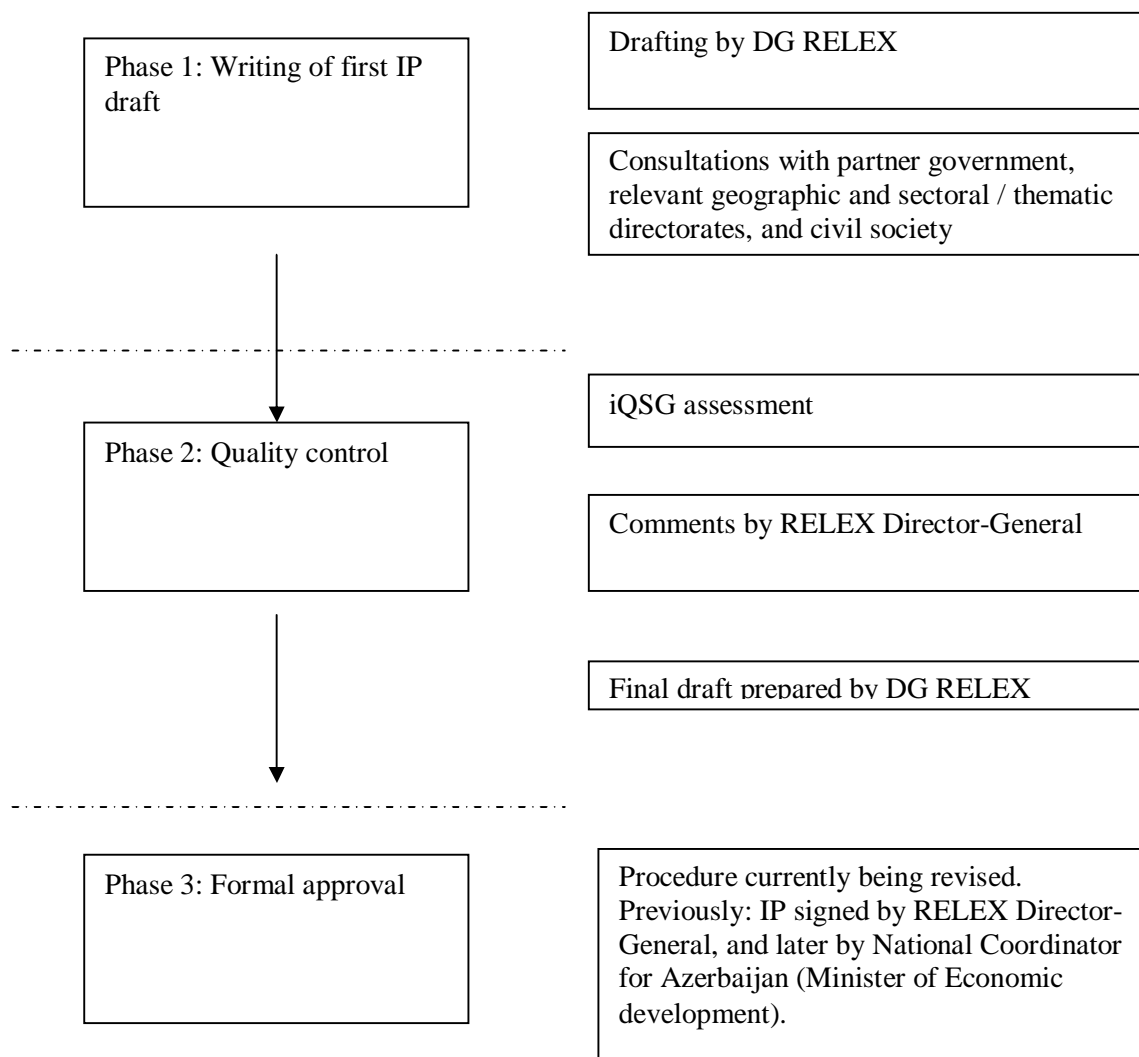 Phase 1: Writing of first IP
draft
Drafting by DG RELEX
Consultations with partner government,
relevant geographic and sectoral / thematic
directorates, and civil society
Phase 2: Quality control
iQSG assessment
Comments by RELEX Director-General
Final draft prepared by DG RELEX
Phase 3: Formal approval
Procedure currently being revised.
Previously: IP signed by RELEX Director-
General, and later by National Coordinator
for Azerbaijan (Minister of Economic
development).